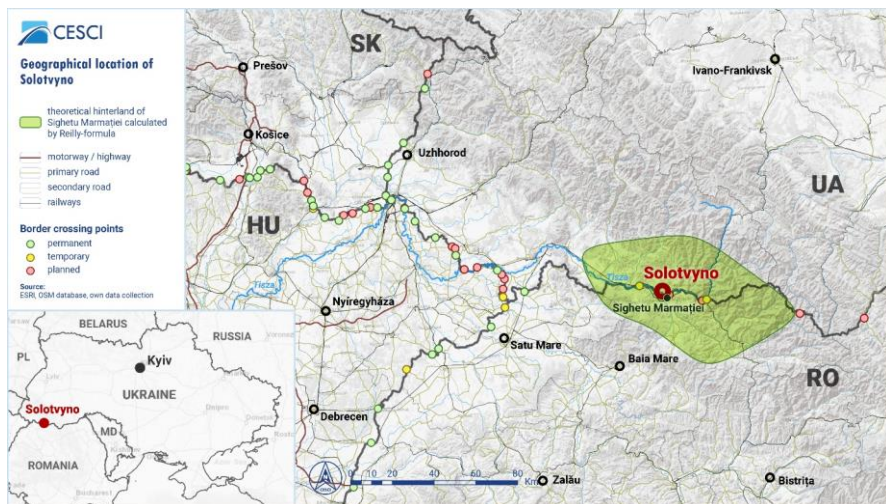 CESCI
Geographical location of
Solotvyno
theoretical hinterland of
Sighetu Marmației calculated
by Reilly-formula
motorway / highway
primary road
secondary road
railways
Border crossing points
permanent
temporary
planned
Source:
ESRI, OSM database, own data collection
SK
Prešov
Ivano-Frankivsk
Košice
Uzhhorod
UA
HU
Tisza
Solotvyno
Tisza
Sighetu Marmației
Nyíregyháza
Satu Mare
Baia Mare
RO
Debrecen
0 10 20 40 60 80
Km
Zalău
Bistrița
BELARUS
RUSSIA
PL
Kyiv
Lviv
UKRAINE
Dnipro
Solotvyno
MD
ROMANIA
Bucharest